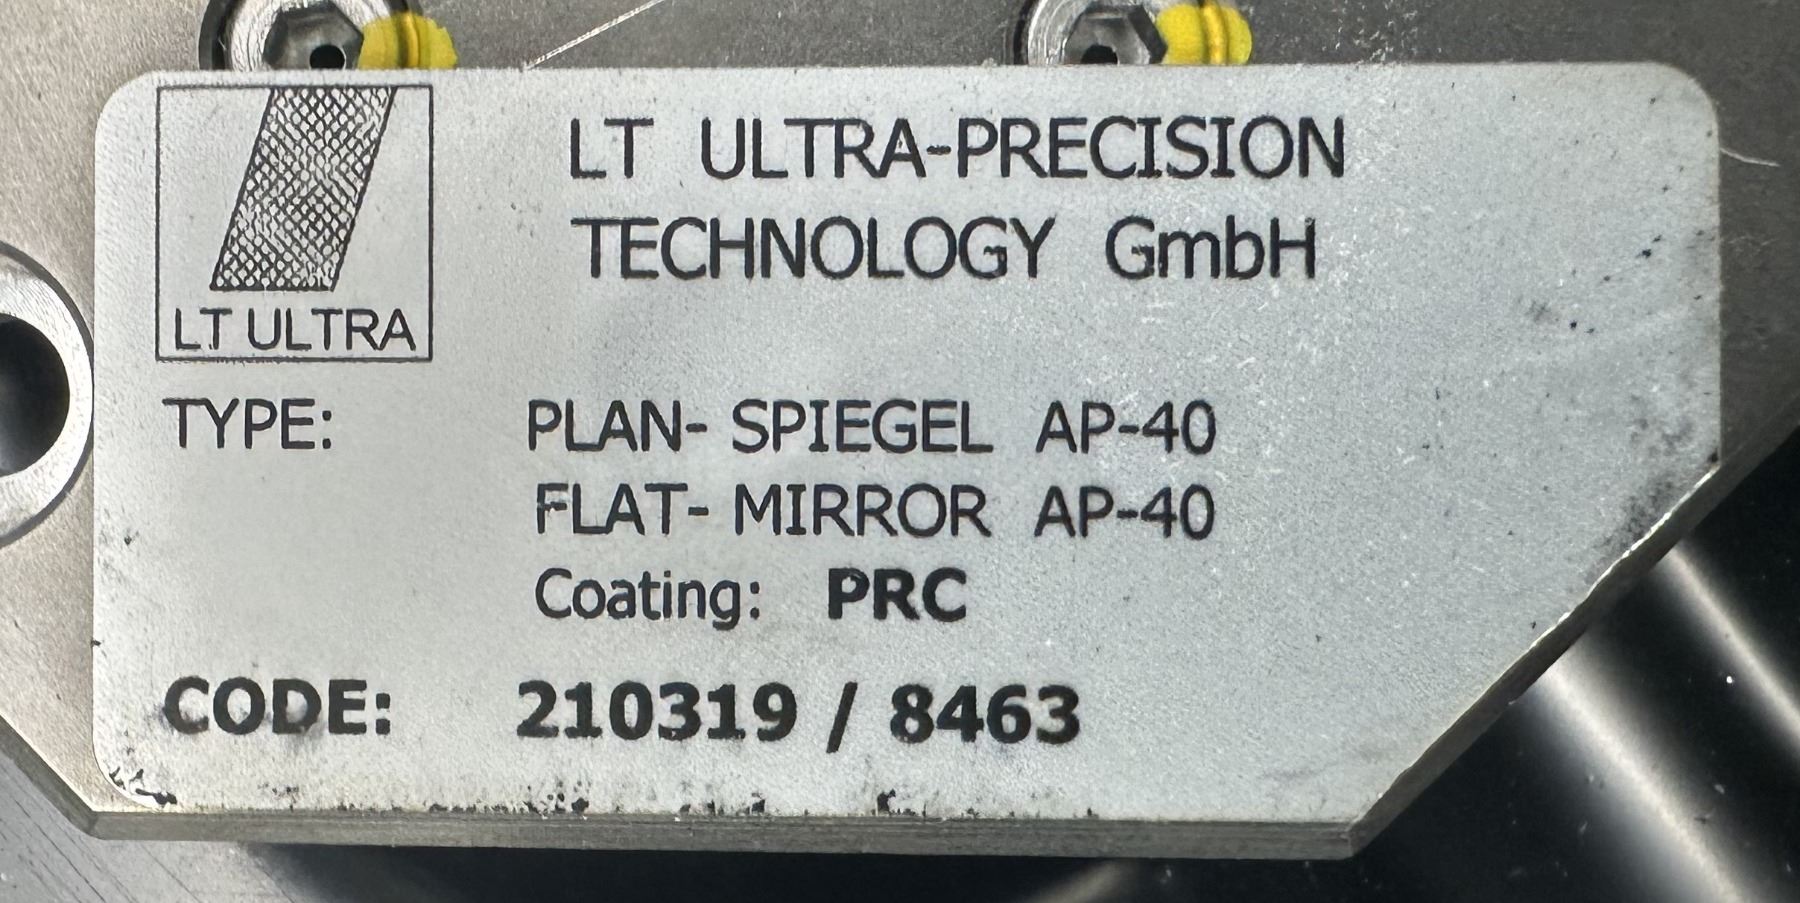 LT ULTRA-PRECISION
TECHNOLOGY GmbH
LT ULTRA
TYPE: PLAN- SPIEGEL AP-40
FLAT- MIRROR AP-40
Coating: PRC
CODE: 210319 / 8463